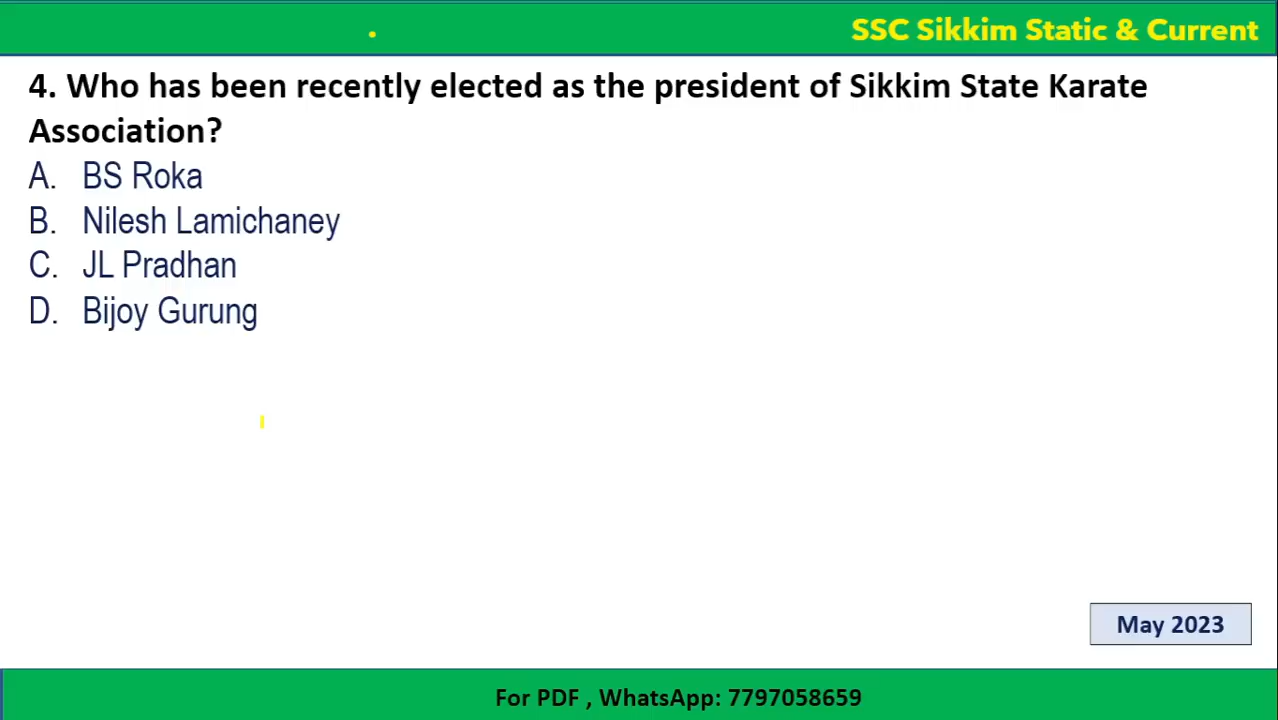 SSC Sikkim Static & Current
4. Who has been recently elected as the president of Sikkim State Karate
Association?
A. BS Roka
B. Nilesh Lamichaney
C. JL Pradhan
D. Bijoy Gurung
May 2023
For PDF , WhatsApp: 7797058659